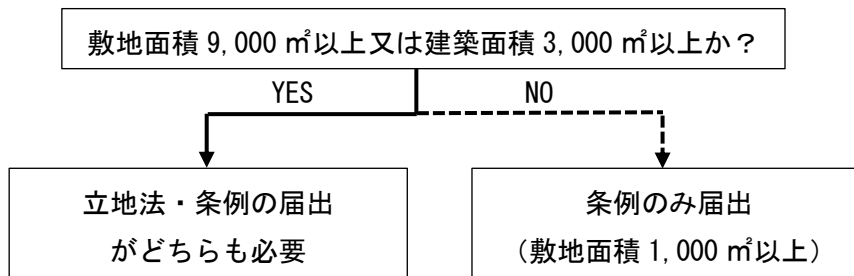 敷地面積 9,000 ㎡以上又は建築面積 3,000 ㎡以上か？
YES
NO
立地法・条例の届出
がどちらも必要
条例のみ届出
（敷地面積 1,000 ㎡以上）